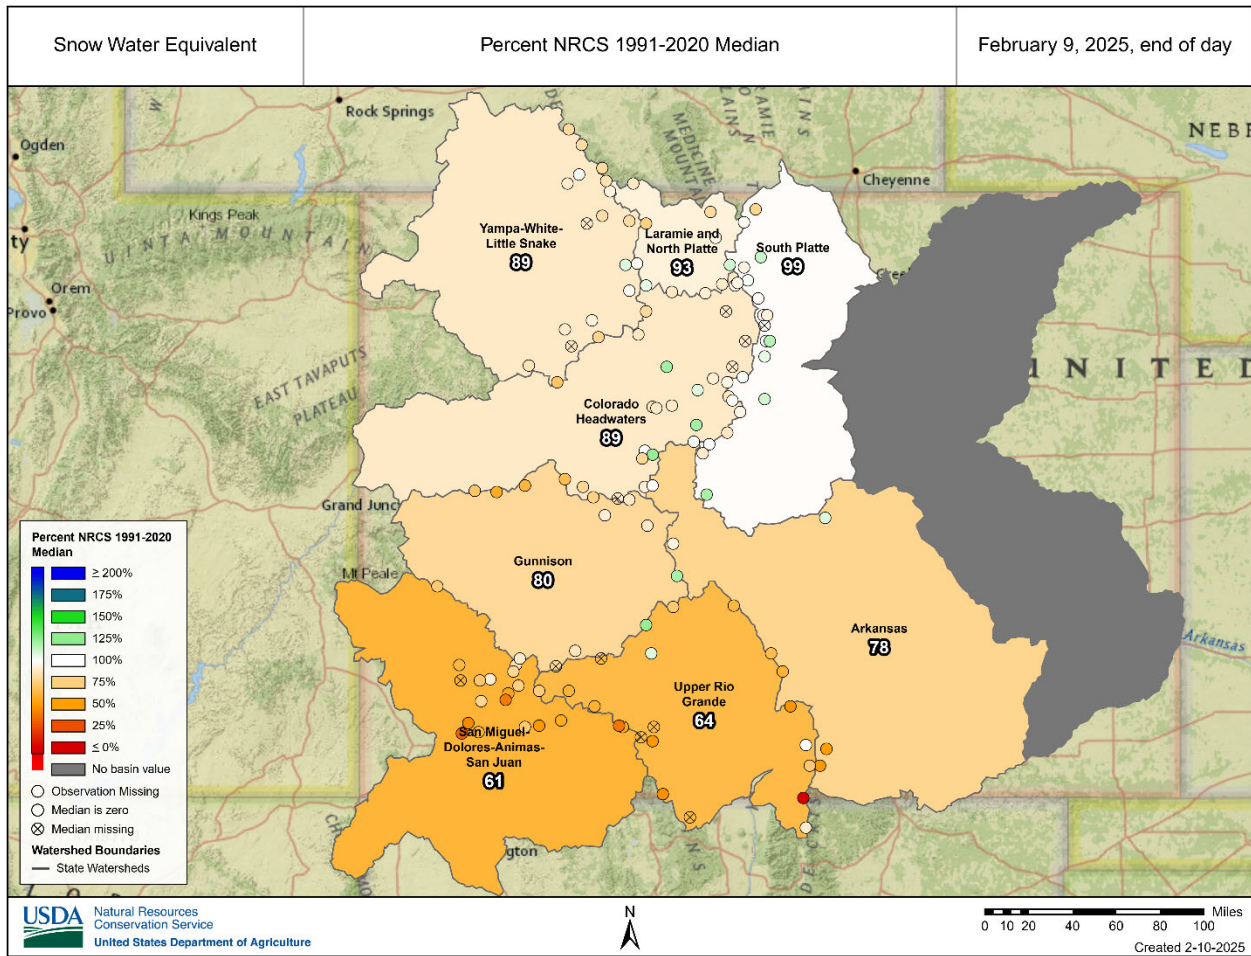 Snow Water Equivalent
Percent NRCS 1991-2020 Median
February 9, 2025, end of day
Rock Springs
Ogden
NEBR
Cheyenne
Kings Peak
UINTA MOUNTAIN
MEDICINE
Yampa-White-
Little Snake
89
Laramie and
North Platte
93
South Platte
99
Orem
Provo
EAST TAVAPUTS
PLATEAU
UNITED
Colorado
Headwaters
89
Grand Junct
Percent NRCS 1991-2020
Median
≥ 200%
175%
150%
125%
100%
75%
50%
25%
≤ 0%
No basin value
Observation Missing
Median is zero
Median missing
Watershed Boundaries
State Watersheds
Mt Peale
Gunnison
80
Arkansas
78
Arkansas
Upper Rio
Grande
64
San Miguel-
Dolores-Animas-
San Juan
61
gton
USDA
Natural Resources
Conservation Service
United States Department of Agriculture
N
Miles
0 10 20 40 60 80 100
Created 2-10-2025